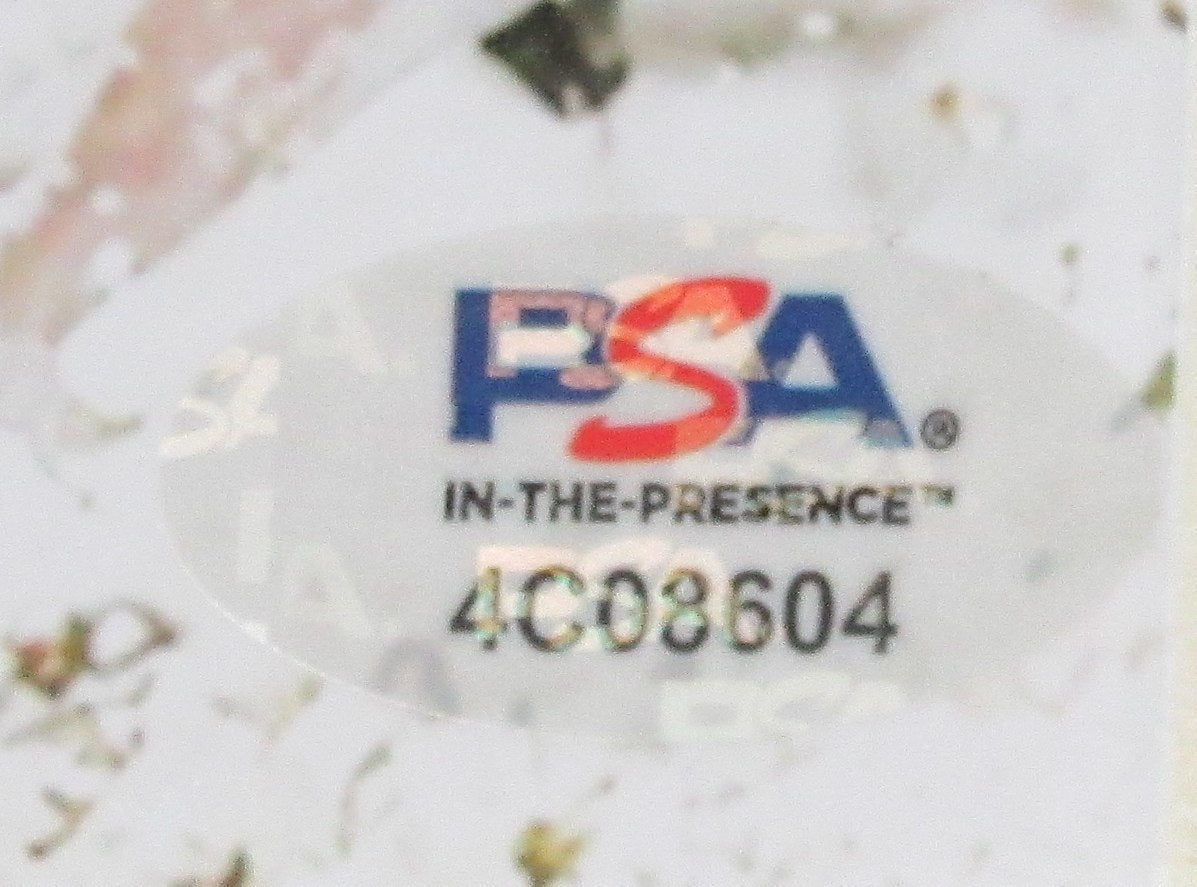 PSA®
IN-THE-PRESENCE™
4C08604